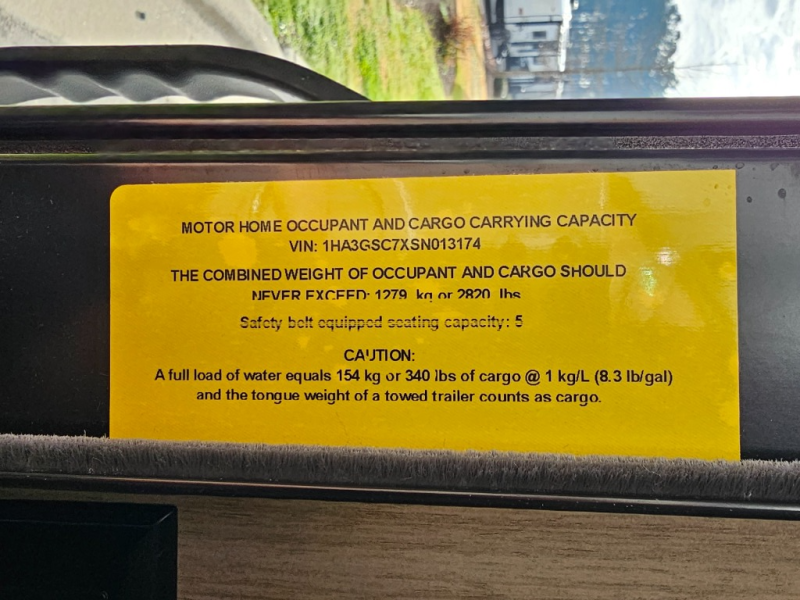 MOTOR HOME OCCUPANT AND CARGO CARRYING CAPACITY
VIN: 1HA3GSC7XSN013174
THE COMBINED WEIGHT OF OCCUPANT AND CARGO SHOULD
NEVER EXCEED: 1279 kg or 2820 lbs
Safety belt equipped seating capacity: 5
CAUTION:
A full load of water equals 154 kg or 340 lbs of cargo @ 1 kg/L (8.3 lb/gal)
and the tongue weight of a towed trailer counts as cargo.